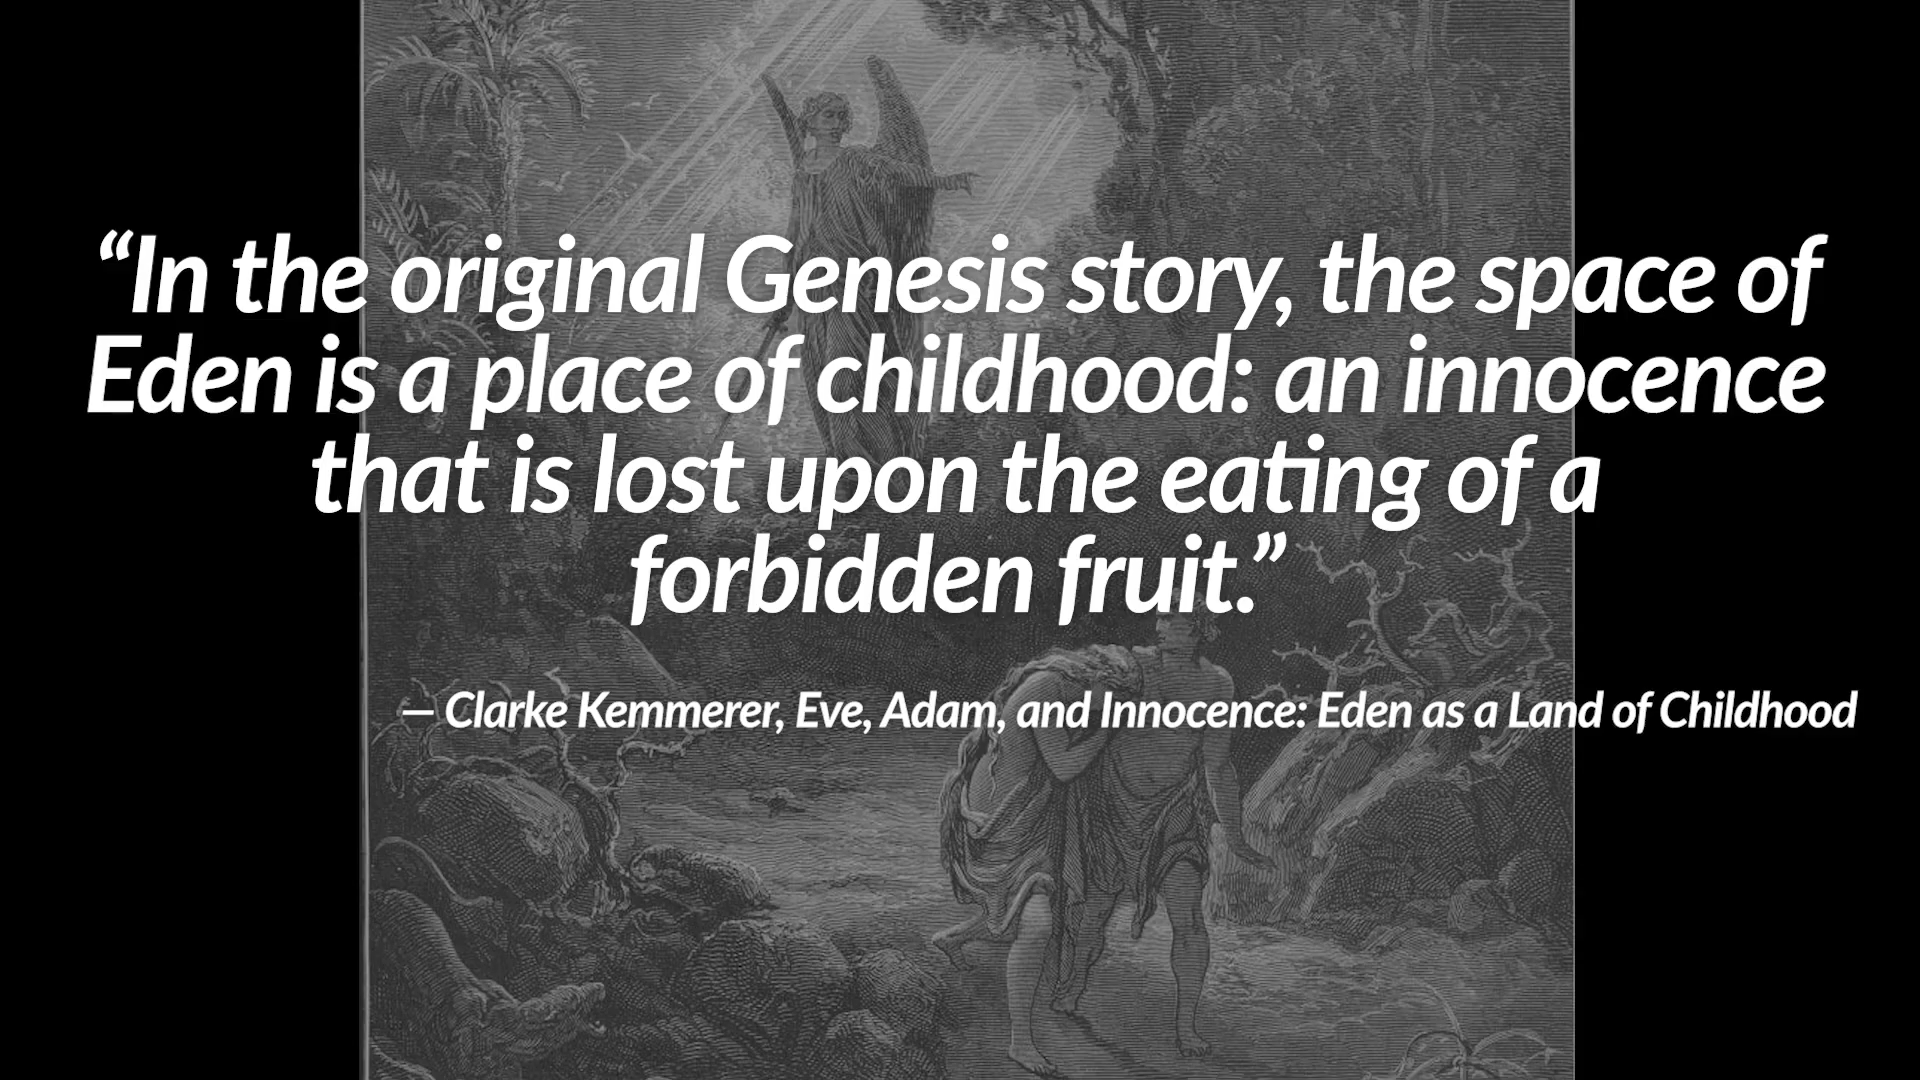 “In the original Genesis story, the space of
Eden is a place of childhood: an innocence
that is lost upon the eating of a
forbidden fruit.”
— Clarke Kemmerer, Eve, Adam, and Innocence: Eden as a Land of Childhood